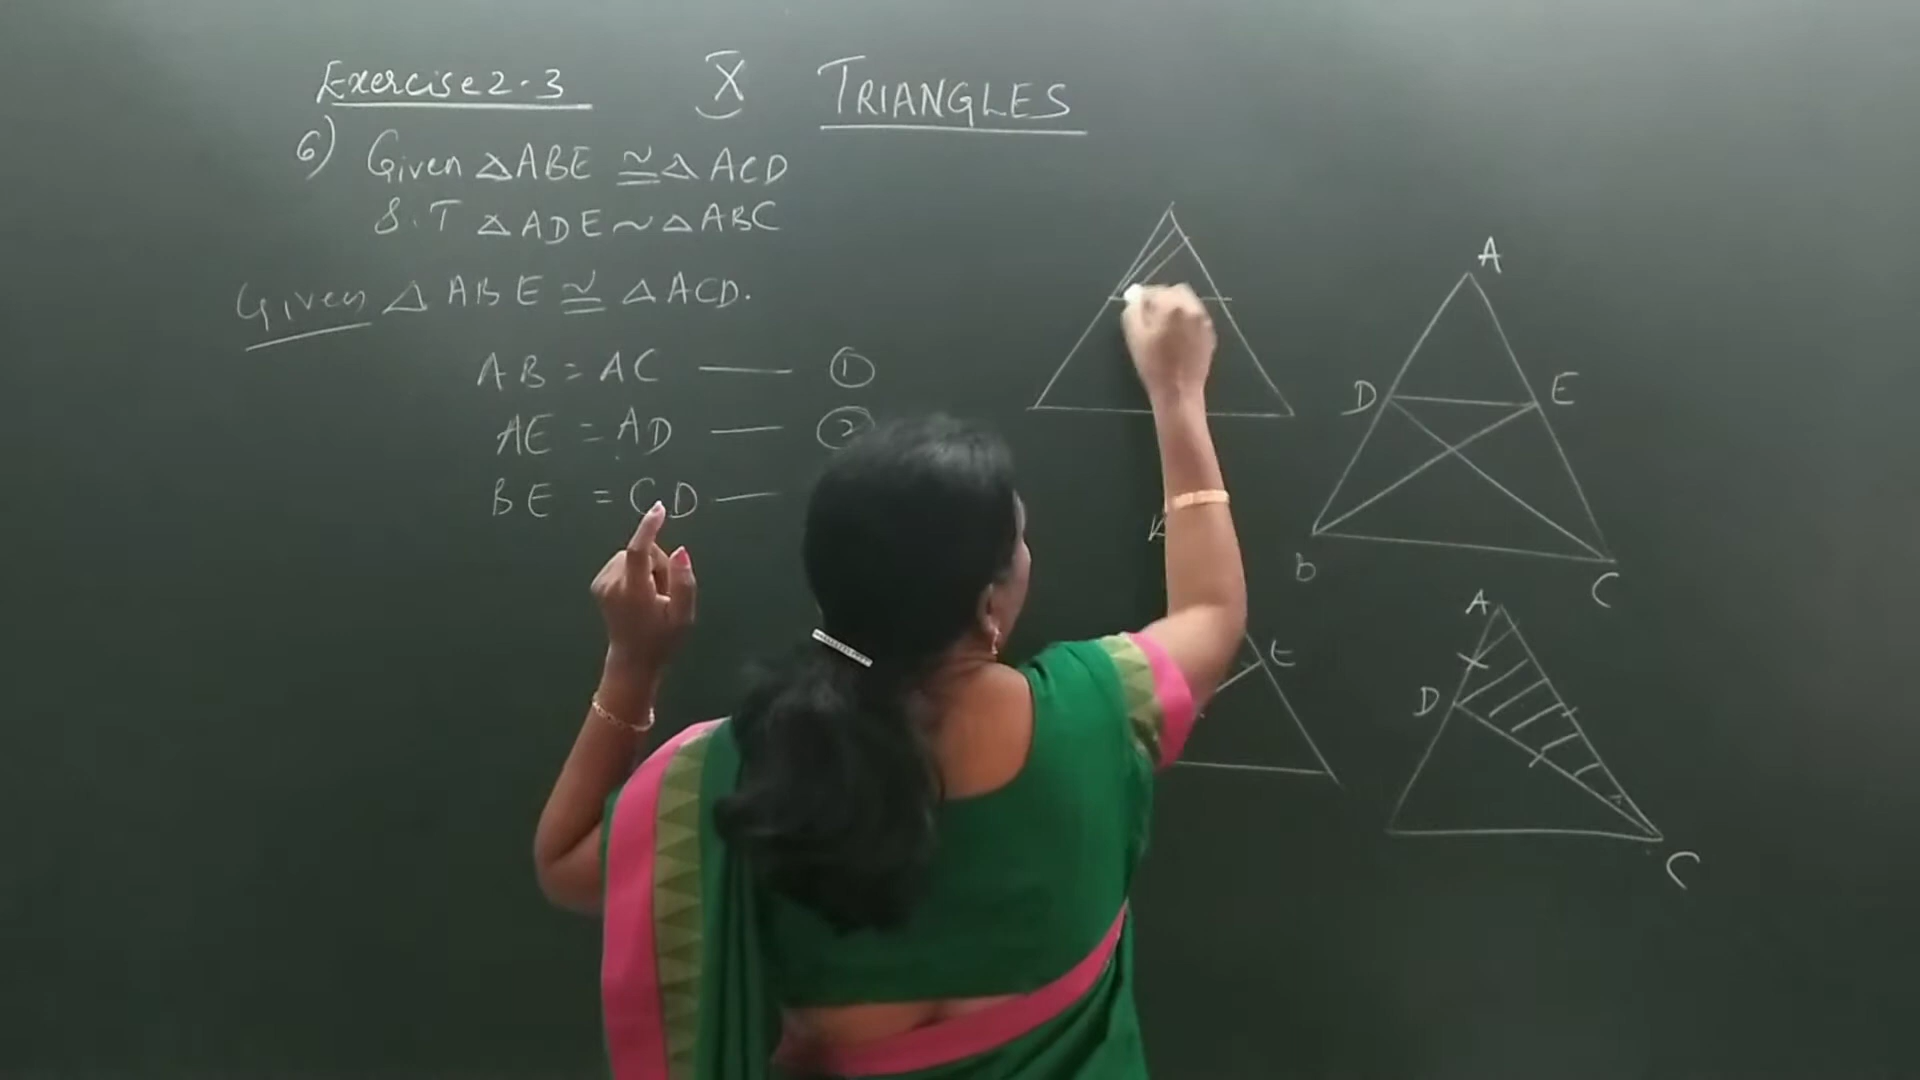 Exercise 2.3 X TRIANGLES
6) Given △ABE ≅ △ACD
S.T △ADE ~ △ABC
Given △ABE ≅ △ACD.
AB = AC — ①
AE = AD — ②
BE = CD —
A
D E
B C
E
A
D
C